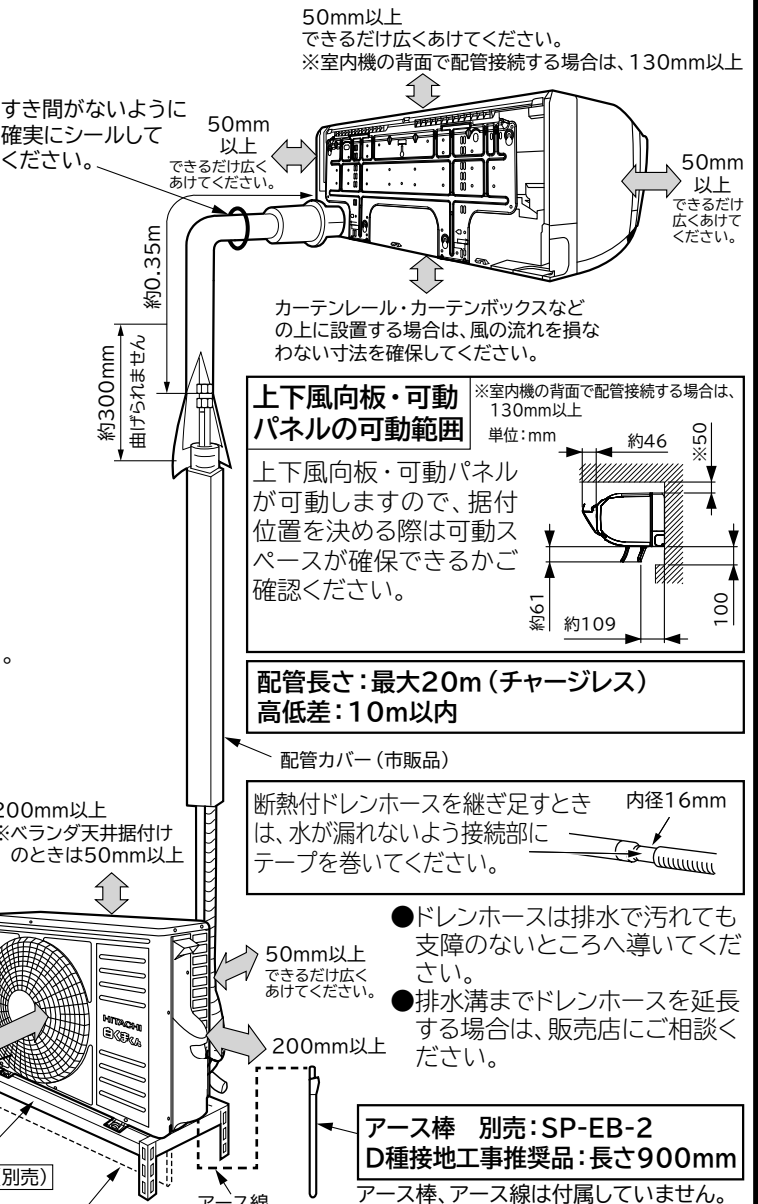 50mm以上
できるだけ広くあけてください。
※室内機の背面で配管接続する場合は、130mm以上
すき間がないように
確実にシールして
ください。
50mm
以上
できるだけ広く
あけてください。
50mm
以上
できるだけ
広くあけて
ください。
約0.35m
約300mm
曲げられません
カーテンレール・カーテンボックスなど
の上に設置する場合は、風の流れを損な
わない寸法を確保してください。
上下風向板・可動
パネルの可動範囲
※室内機の背面で配管接続する場合は、
130mm以上
単位：mm
約46
※50
上下風向板・可動パネル
が可動しますので、据付
位置を決める際は可動ス
ペースが確保できるかご
確認ください。
約61
約109
100
。
配管長さ：最大20m（チャージレス）
高低差：10m以内
配管カバー（市販品）
断熱付ドレンホースを継ぎ足すとき
は、水が漏れないよう接続部に
テープを巻いてください。
内径16mm
200mm以上
※ベランダ天井据付け
のときは50mm以上
●ドレンホースは排水で汚れても
支障のないところへ導いてくだ
さい。
●排水溝までドレンホースを延長
する場合は、販売店にご相談く
ださい。
50mm以上
できるだけ広く
あけてください。
HITACHI
白くまくん
200mm以上
アース棒　別売：SP-EB-2
D種接地工事推奨品：長さ900mm
別売）
アース線
アース棒、アース線は付属していません。